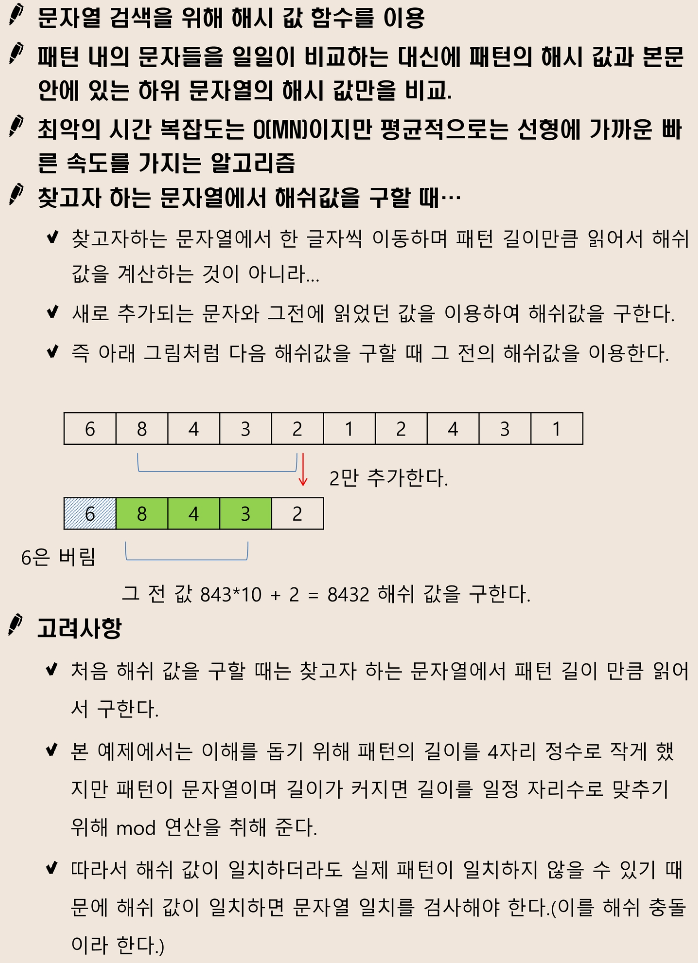 문자열 검색을 위해 해시 값 함수를 이용
패턴 내의 문자들을 일일이 비교하는 대신에 패턴의 해시 값과 본문
안에 있는 하위 문자열의 해시 값만을 비교.
최악의 시간 복잡도는 O(MN)이지만 평균적으로는 선형에 가까운 빠
른 속도를 가지는 알고리즘
찾고자 하는 문자열에서 해쉬값을 구할 때…
찾고자하는 문자열에서 한 글자씩 이동하며 패턴 길이만큼 읽어서 해쉬
값을 계산하는 것이 아니라...
새로 추가되는 문자와 그전에 읽었던 값을 이용하여 해쉬값을 구한다.
즉 아래 그림처럼 다음 해쉬값을 구할 때 그 전의 해쉬값을 이용한다.
6 8 4 3 2 1 2 4 3 1
2만 추가한다.
6 8 4 3 2
6은 버림
그 전 값 843*10 + 2 = 8432 해쉬 값을 구한다.
고려사항
처음 해쉬 값을 구할 때는 찾고자 하는 문자열에서 패턴 길이 만큼 읽어
서 구한다.
본 예제에서는 이해를 돕기 위해 패턴의 길이를 4자리 정수로 작게 했
지만 패턴이 문자열이며 길이가 커지면 길이를 일정 자리수로 맞추기
위해 mod 연산을 취해 준다.
따라서 해쉬 값이 일치하더라도 실제 패턴이 일치하지 않을 수 있기 때
문에 해쉬 값이 일치하면 문자열 일치를 검사해야 한다.(이를 해쉬 충돌
이라 한다.)